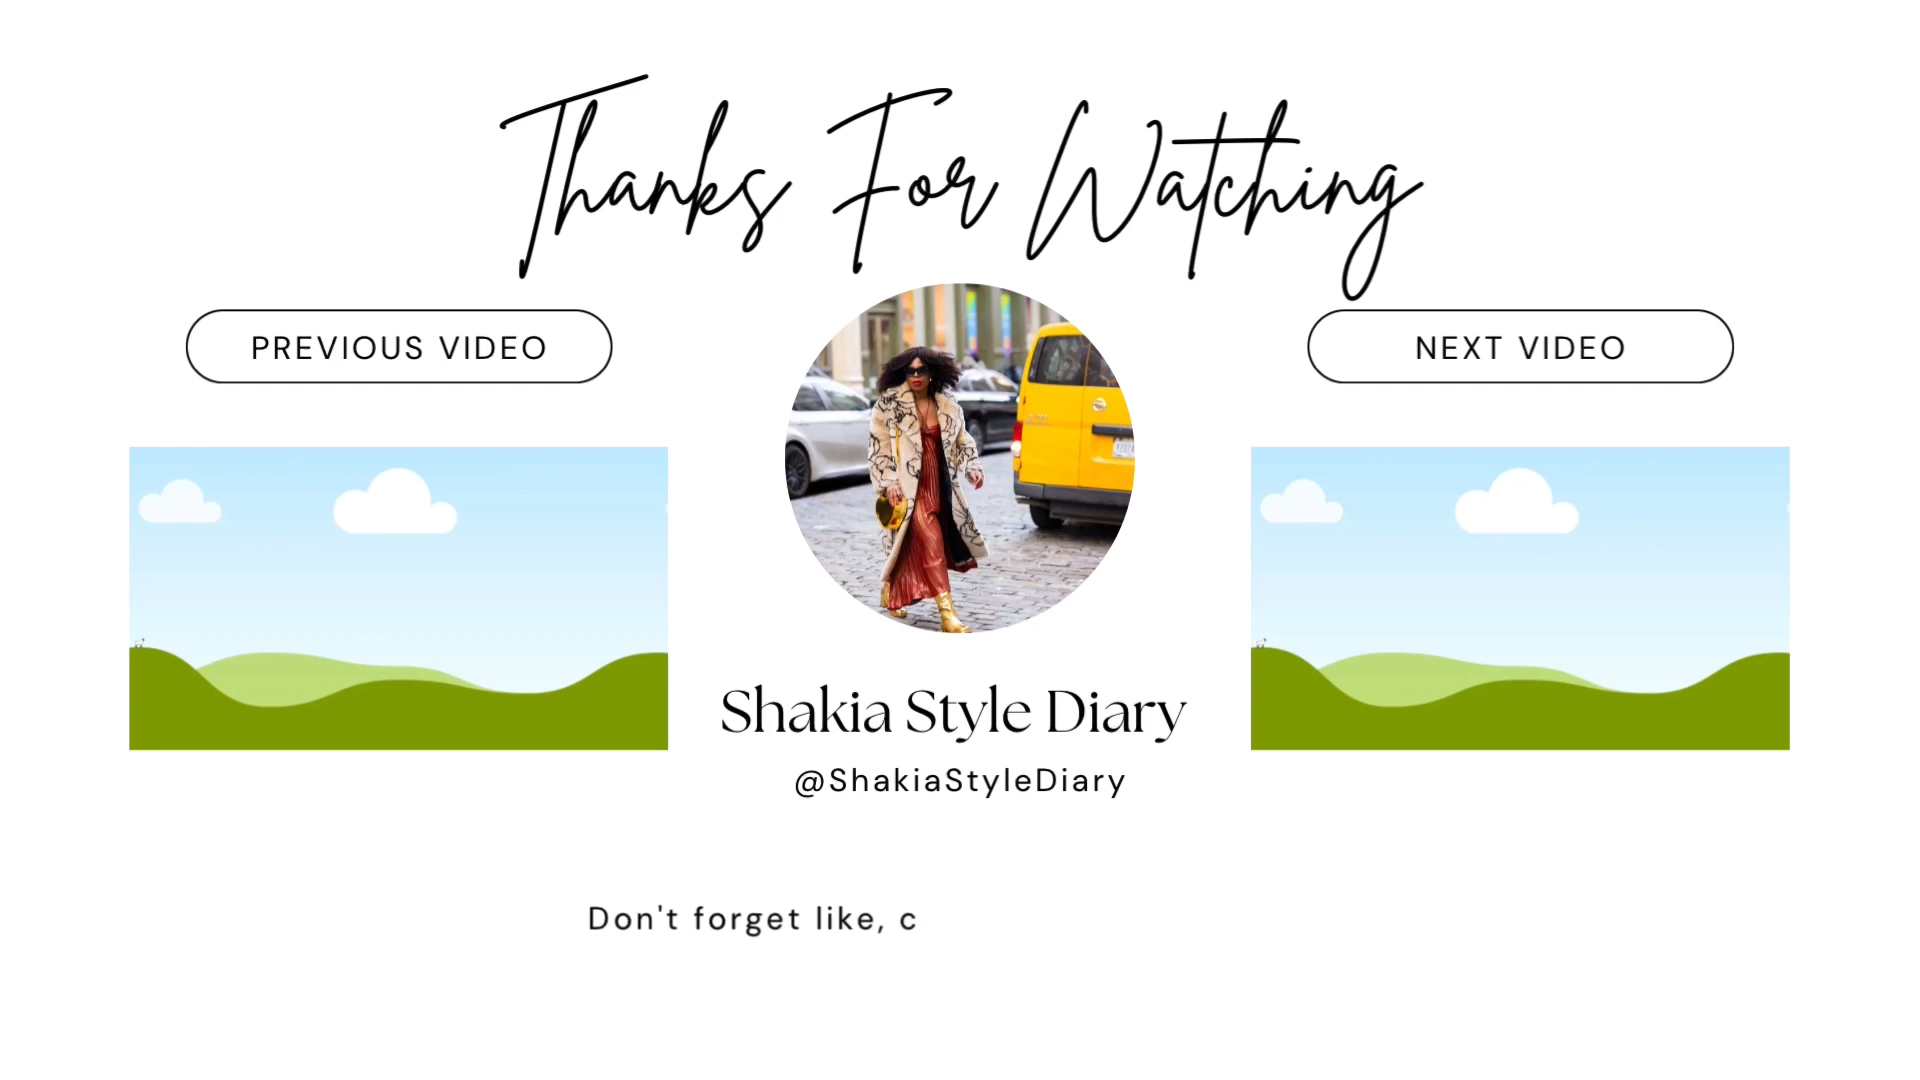 Thanks For Watching
PREVIOUS VIDEO
NEXT VIDEO
Shakia Style Diary
@ShakiaStyleDiary
Don't forget like, c